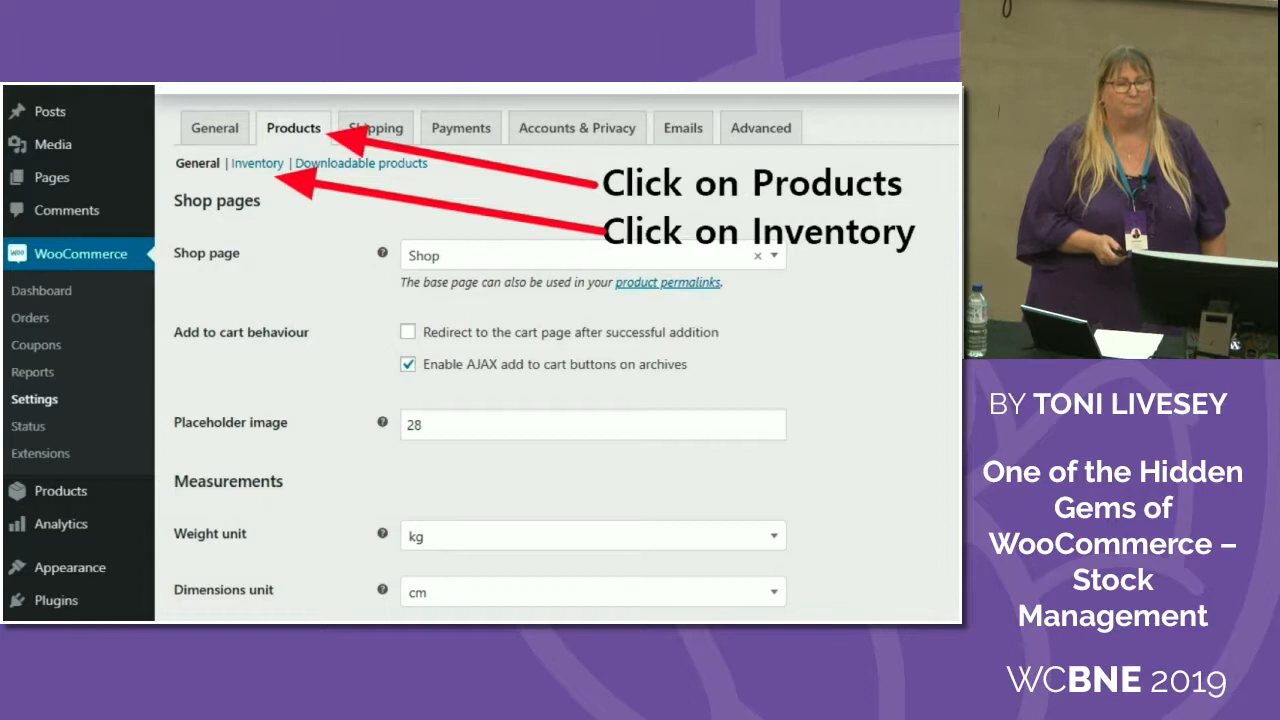 Posts
Media
Pages
Comments
WooCommerce
Dashboard
Orders
Coupons
Reports
Settings
Status
Extensions
Products
Analytics
Appearance
Plugins
General Products Shipping Payments Accounts & Privacy Emails Advanced
General | Inventory | Downloadable products
Click on Products
Click on Inventory
Shop pages
Shop page Shop
The base page can also be used in your product permalinks.
Add to cart behaviour Redirect to the cart page after successful addition
Enable AJAX add to cart buttons on archives
Placeholder image 28
Measurements
Weight unit kg
Dimensions unit cm
BY TONI LIVESEY
One of the Hidden
Gems of
WooCommerce –
Stock
Management
WCBNE 2019